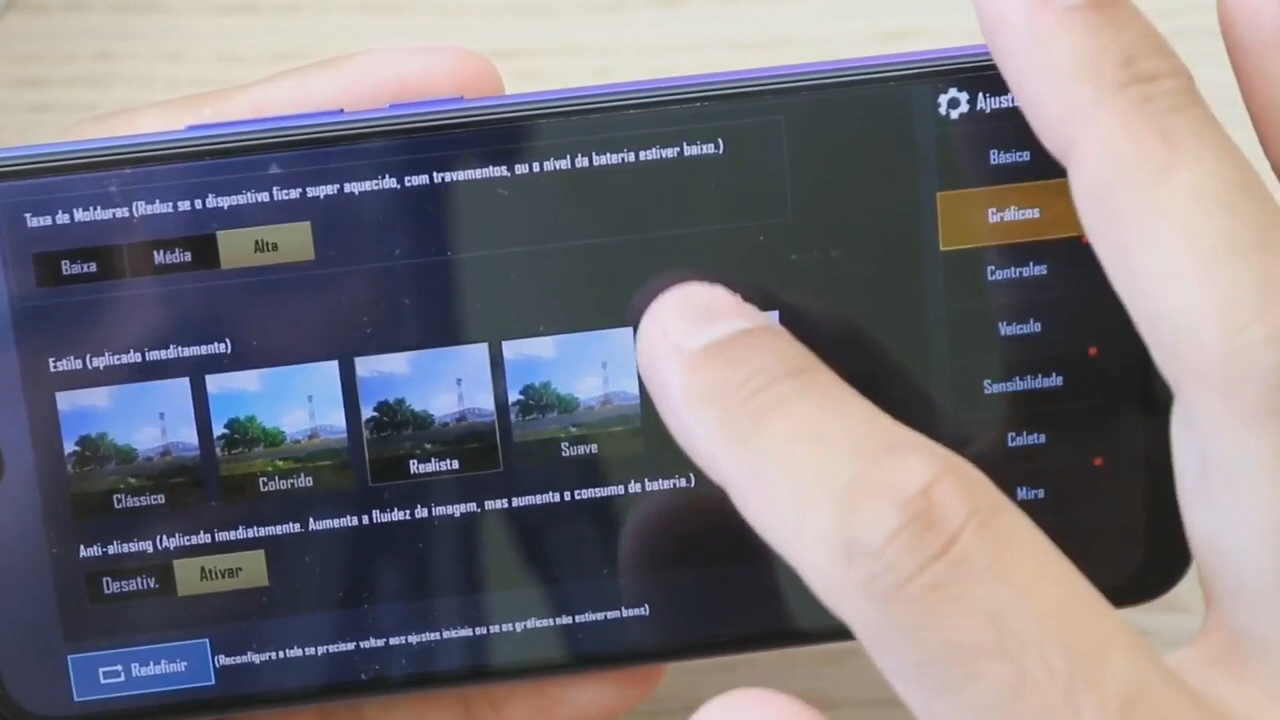 Taxa de Molduras (Reduz se o dispositivo ficar super aquecido, com travamentos, ou o nível da bateria estiver baixo.)
Baixa Média Alta
Estilo (aplicado imeditamente)
Clássico Colorido Realista Suave
Anti-aliasing (Aplicado imediatamente. Aumenta a fluidez da imagem, mas aumenta o consumo de bateria.)
Desativ. Ativar
Redefinir (Reconfigure a tela se precisar voltar aos ajustes iniciais ou se os gráficos não estiverem bons)
Básico
Gráficos
Controles
Veículo
Sensibilidade
Coleta
Mira